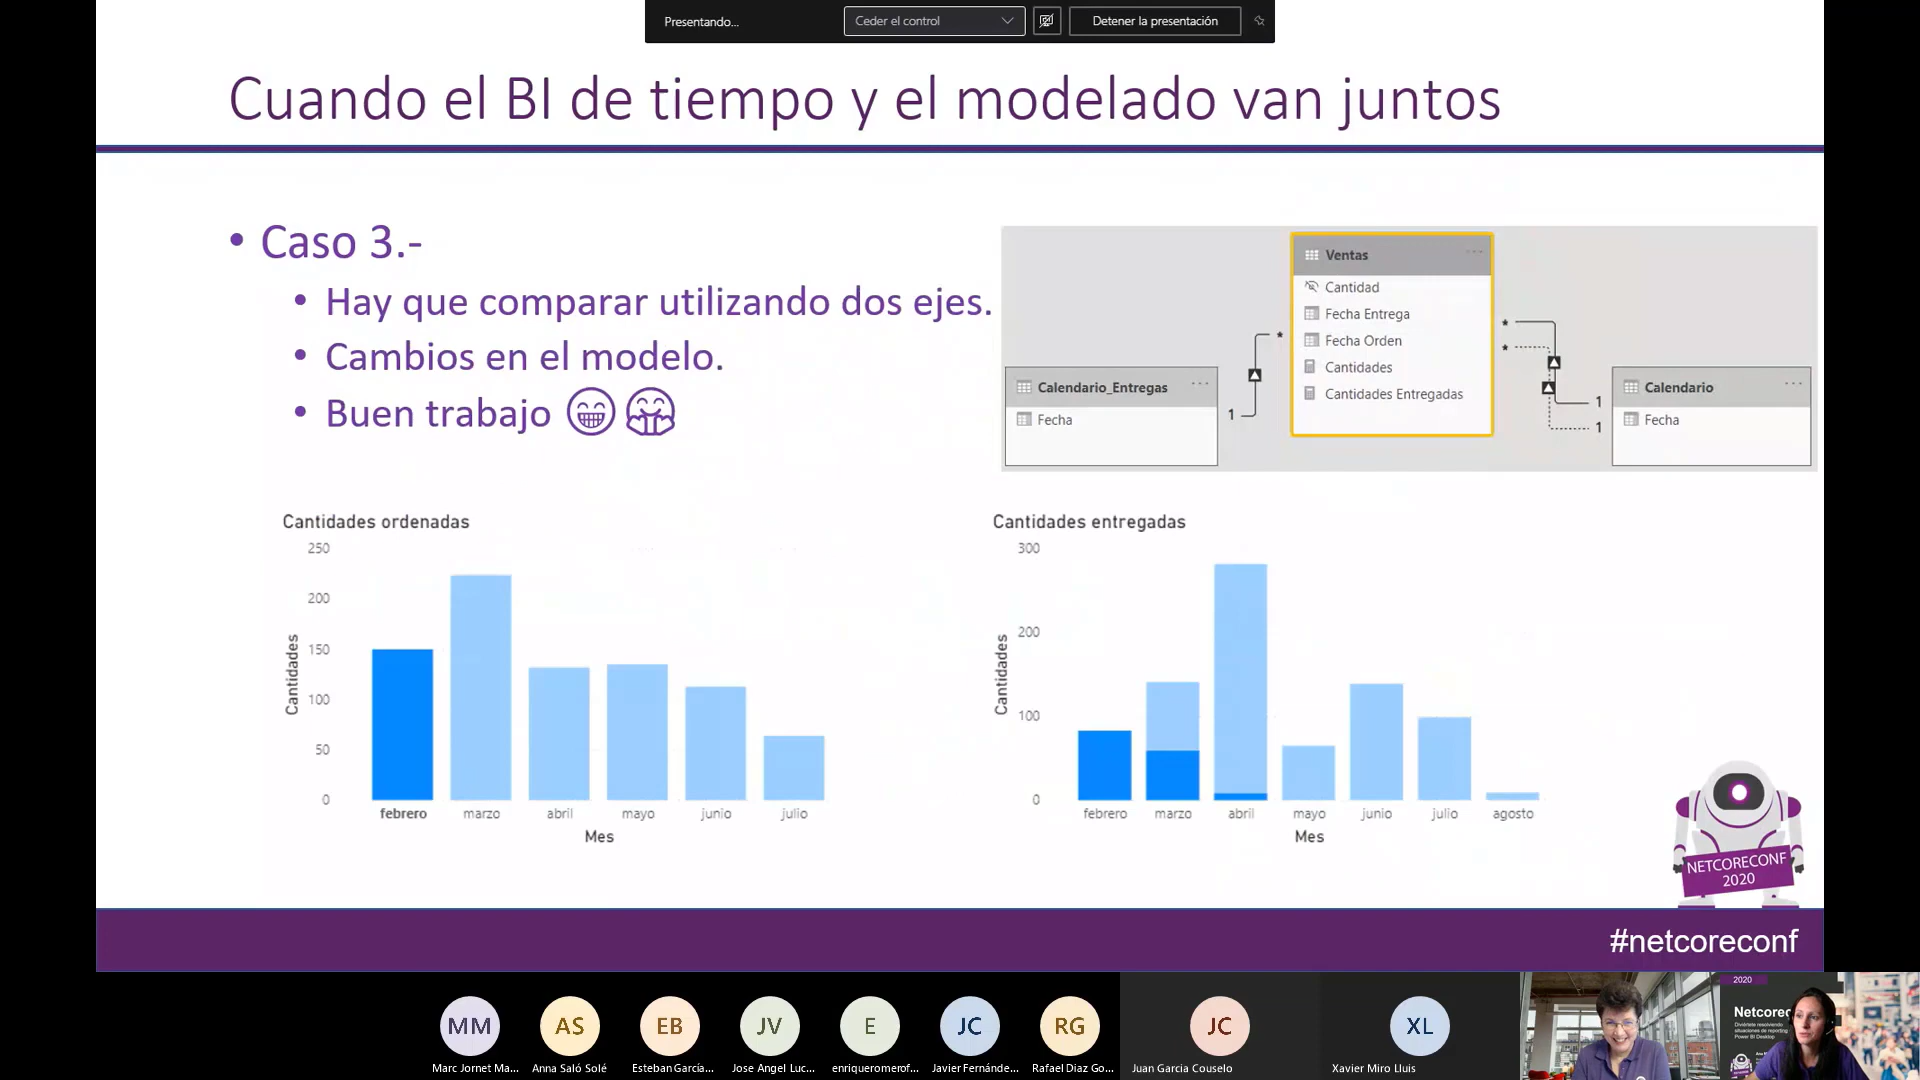 Presentando...
Ceder el control
Detener la presentación
Cuando el BI de tiempo y el modelado van juntos
• Caso 3.-
• Hay que comparar utilizando dos ejes.
• Cambios en el modelo.
• Buen trabajo 😁🤗
Ventas
Cantidad
Fecha Entrega
Fecha Orden
Cantidades
Cantidades Entregadas
Calendario_Entregas
Fecha
1
*
*
*
1
1
Calendario
Fecha
Cantidades ordenadas
250
200
150
100
50
0
Cantidades
febrero marzo abril mayo junio julio
Mes
Cantidades entregadas
300
200
100
0
Cantidades
febrero marzo abril mayo junio julio agosto
Mes
NETCORECONF
2020
#netcoreconf
MM
Marc Jornet Ma...
AS
Anna Saló Solé
EB
Esteban García...
JV
Jose Angel Luc...
E
enriqueromerof...
JC
Javier Fernánde...
RG
Rafael Diaz Go...
JC
Juan Garcia Couselo
XL
Xavier Miro Lluis
2020
Netcorec